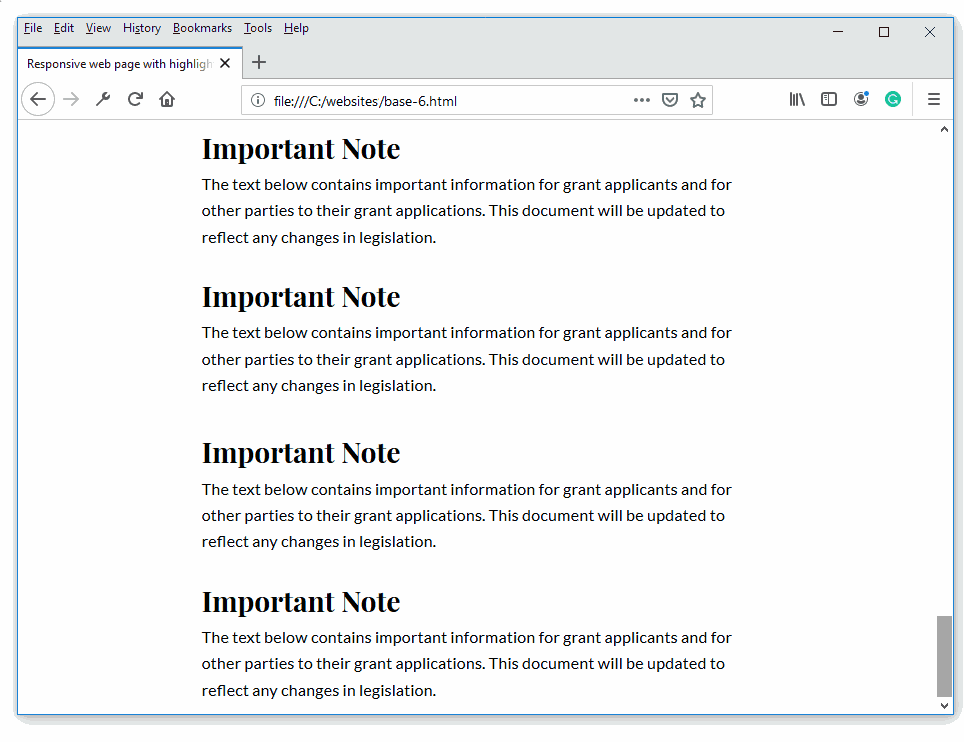 File Edit View History Bookmarks Tools Help
Responsive web page with highligh
file:///C:/websites/base-6.html
Important Note
The text below contains important information for grant applicants and for
other parties to their grant applications. This document will be updated to
reflect any changes in legislation.
Important Note
The text below contains important information for grant applicants and for
other parties to their grant applications. This document will be updated to
reflect any changes in legislation.
Important Note
The text below contains important information for grant applicants and for
other parties to their grant applications. This document will be updated to
reflect any changes in legislation.
Important Note
The text below contains important information for grant applicants and for
other parties to their grant applications. This document will be updated to
reflect any changes in legislation.